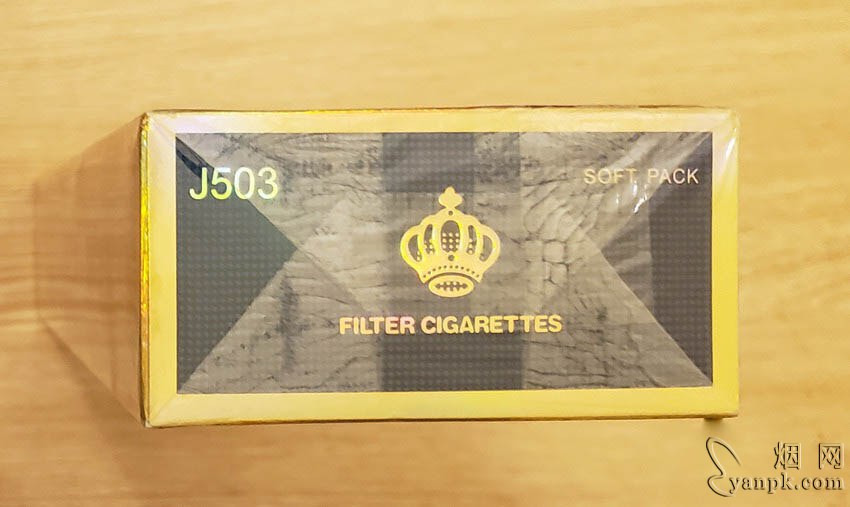 J503
SOFT PACK
FILTER CIGARETTES
烟网
yanpk.com